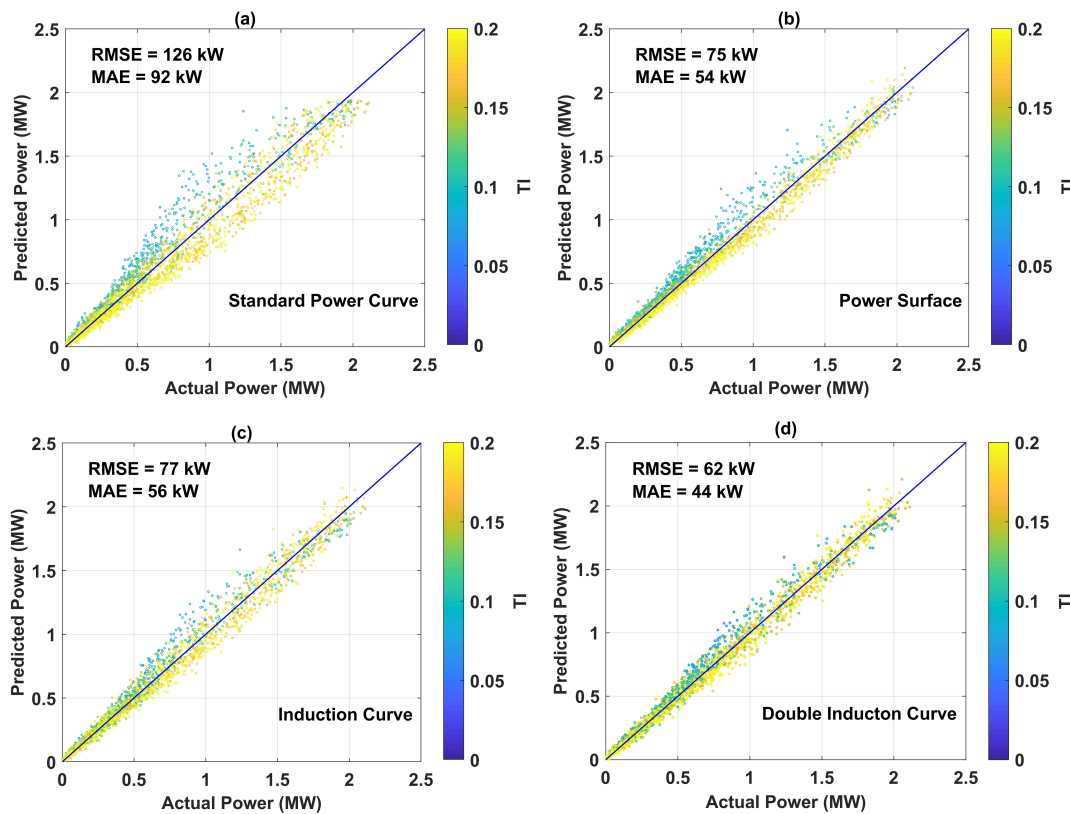 (a)
RMSE = 126 kW
MAE = 92 kW
Standard Power Curve
Predicted Power (MW)
2.5
2
1.5
1
0.5
0
0 0.5 1 1.5 2 2.5
Actual Power (MW)
0.2
0.15
0.1
0.05
0
TI
(b)
RMSE = 75 kW
MAE = 54 kW
Power Surface
Predicted Power (MW)
2.5
2
1.5
1
0.5
0
0 0.5 1 1.5 2 2.5
Actual Power (MW)
0.2
0.15
0.1
0.05
0
TI
(c)
RMSE = 77 kW
MAE = 56 kW
Induction Curve
Predicted Power (MW)
2.5
2
1.5
1
0.5
0
0 0.5 1 1.5 2 2.5
Actual Power (MW)
0.2
0.15
0.1
0.05
0
TI
(d)
RMSE = 62 kW
MAE = 44 kW
Double Inducton Curve
Predicted Power (MW)
2.5
2
1.5
1
0.5
0
0 0.5 1 1.5 2 2.5
Actual Power (MW)
0.2
0.15
0.1
0.05
0
TI